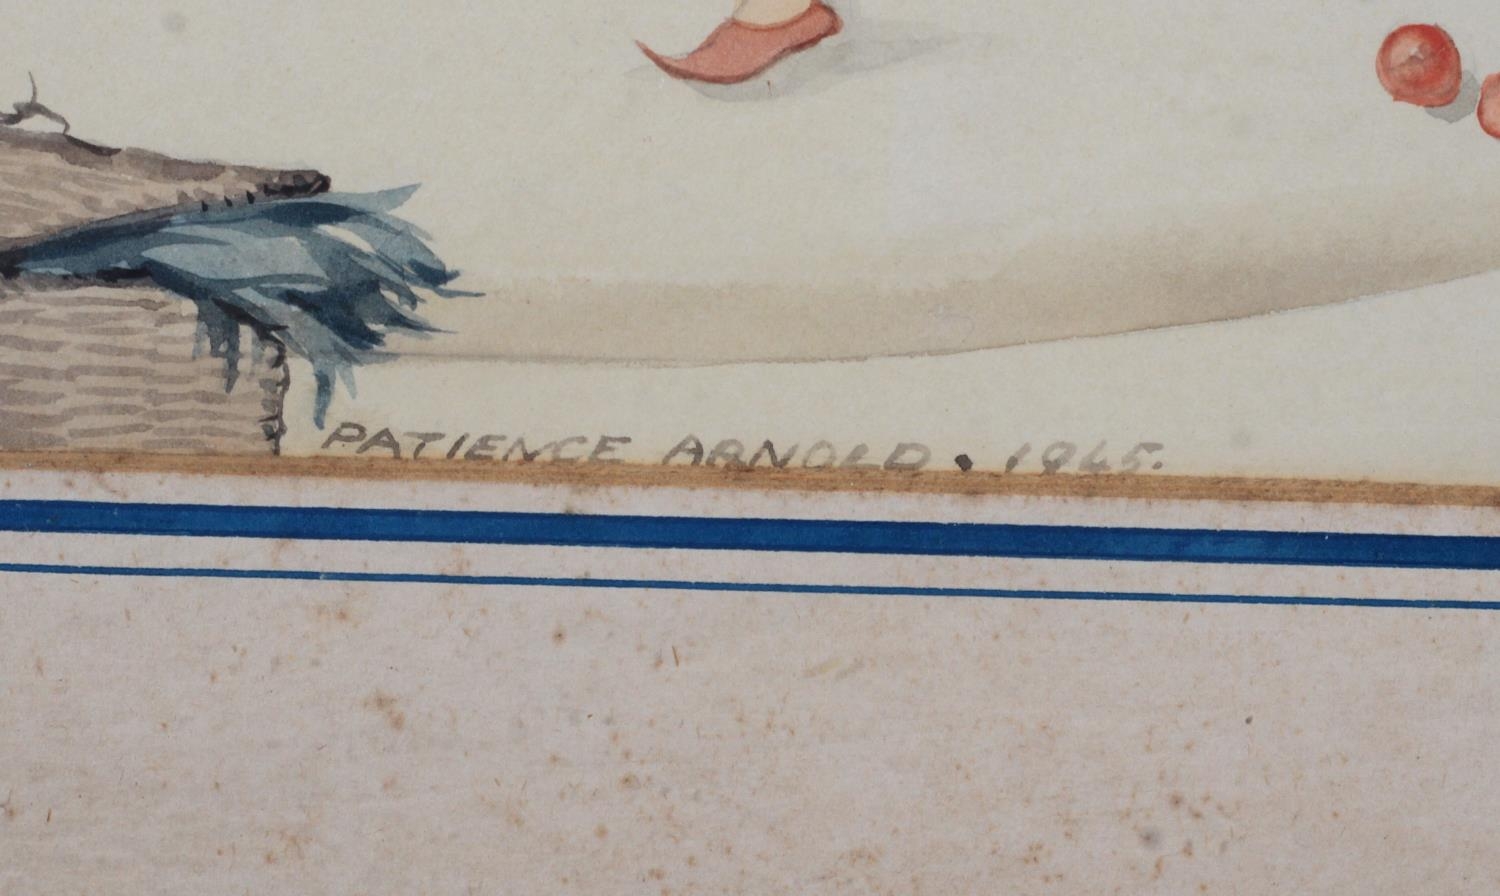 PATIENCE ARNOLD . 1945.